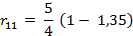 r₁₁ = 5/4 (1 − 1,35)